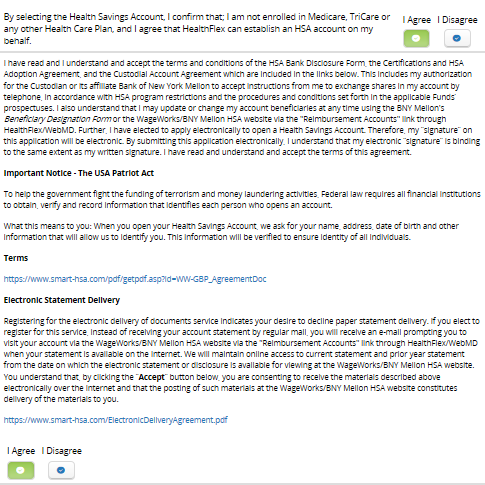 By selecting the Health Savings Account, I confirm that; I am not enrolled in Medicare, TriCare or
any other Health Care Plan, and I agree that HealthFlex can establish an HSA account on my
behalf.
I Agree I Disagree
I have read and I understand and accept the terms and conditions of the HSA Bank Disclosure Form, the Certifications and HSA
Adoption Agreement, and the Custodial Account Agreement which are included in the links below. This includes my authorization
for the Custodian or its affiliate Bank of New York Mellon to accept instructions from me to exchange shares in my account by
telephone, in accordance with HSA program restrictions and the procedures and conditions set forth in the applicable Funds'
prospectuses. I also understand that I may update or change my account beneficiaries at any time using the BNY Mellon's
Beneficiary Designation Form or the WageWorks/BNY Mellon HSA website via the "Reimbursement Accounts" link through
HealthFlex/WebMD. Further, I have elected to apply electronically to open a Health Savings Account. Therefore, my "signature" on
this application will be electronic. By submitting this application electronically, I understand that my electronic "signature" is binding
to the same extent as my written signature. I have read and understand and accept the terms of this agreement.
Important Notice - The USA Patriot Act
To help the government fight the funding of terrorism and money laundering activities, Federal law requires all financial institutions
to obtain, verify and record information that identifies each person who opens an account.
What this means to you: When you open your Health Savings Account, we ask for your name, address, date of birth and other
information that will allow us to identify you. This information will be verified to ensure identity of all individuals.
Terms
https://www.smart-hsa.com/pdf/getpdf.asp?id=WW-GBP_AgreementDoc
Electronic Statement Delivery
Registering for the electronic delivery of documents service indicates your desire to decline paper statement delivery. If you elect to
register for this service, instead of receiving your account statement by regular mail, you will receive an e-mail prompting you to
visit your account via the WageWorks/BNY Mellon HSA website via the "Reimbursement Accounts" link through HealthFlex/WebMD
when your statement is available on the Internet. We will maintain online access to current statement and prior year statement
from the date on which the electronic statement or disclosure is available for viewing at the WageWorks/BNY Mellon HSA website.
You understand that, by clicking the "Accept" button below, you are consenting to receive the materials described above
electronically over the Internet and that the posting of such materials at the WageWorks/BNY Mellon HSA website constitutes
delivery of the materials to you.
https://www.smart-hsa.com/ElectronicDeliveryAgreement.pdf
I Agree I Disagree